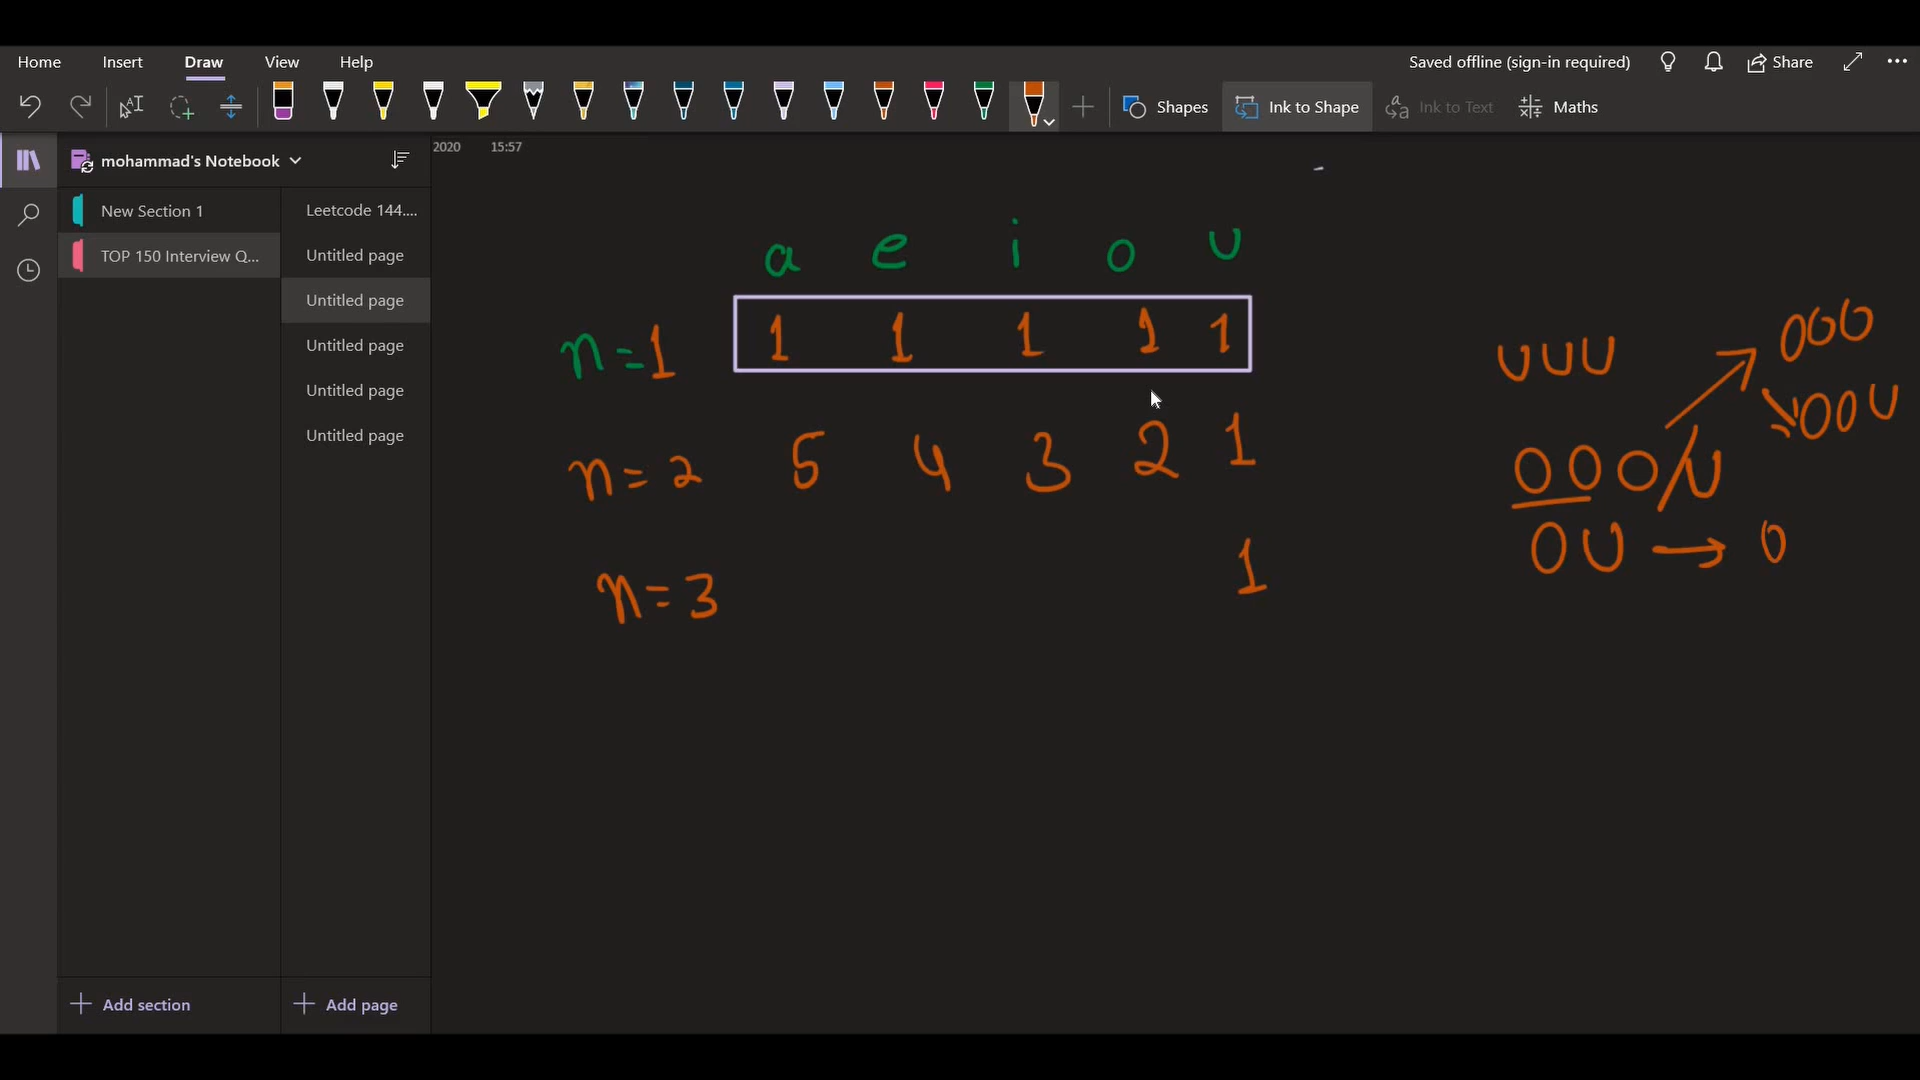 Home Insert Draw View Help Saved offline (sign-in required) Share
Shapes Ink to Shape Ink to Text Maths
mohammad's Notebook
2020 15:57
New Section 1
TOP 150 Interview Q...
Leetcode 144....
Untitled page
Untitled page
Untitled page
Untitled page
Untitled page
a e i o u
n=1 1 1 1 1 1
n=2 5 4 3 2 1
n=3 1
UUU
OOO
OOU
OOO/U
OU → O
Add section
Add page